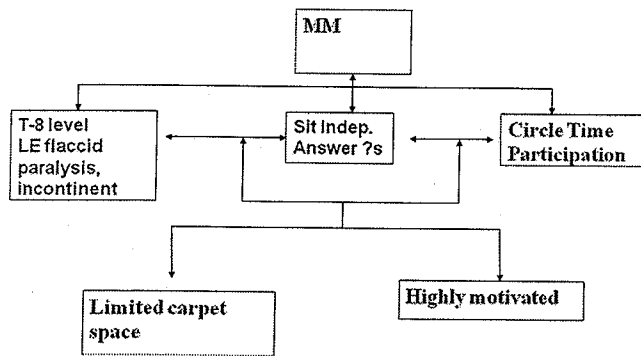 MM
T-8 level
LE flaccid
paralysis,
incontinent
Sit Indep.
Answer ?s
Circle Time
Participation
Limited carpet
space
Highly motivated